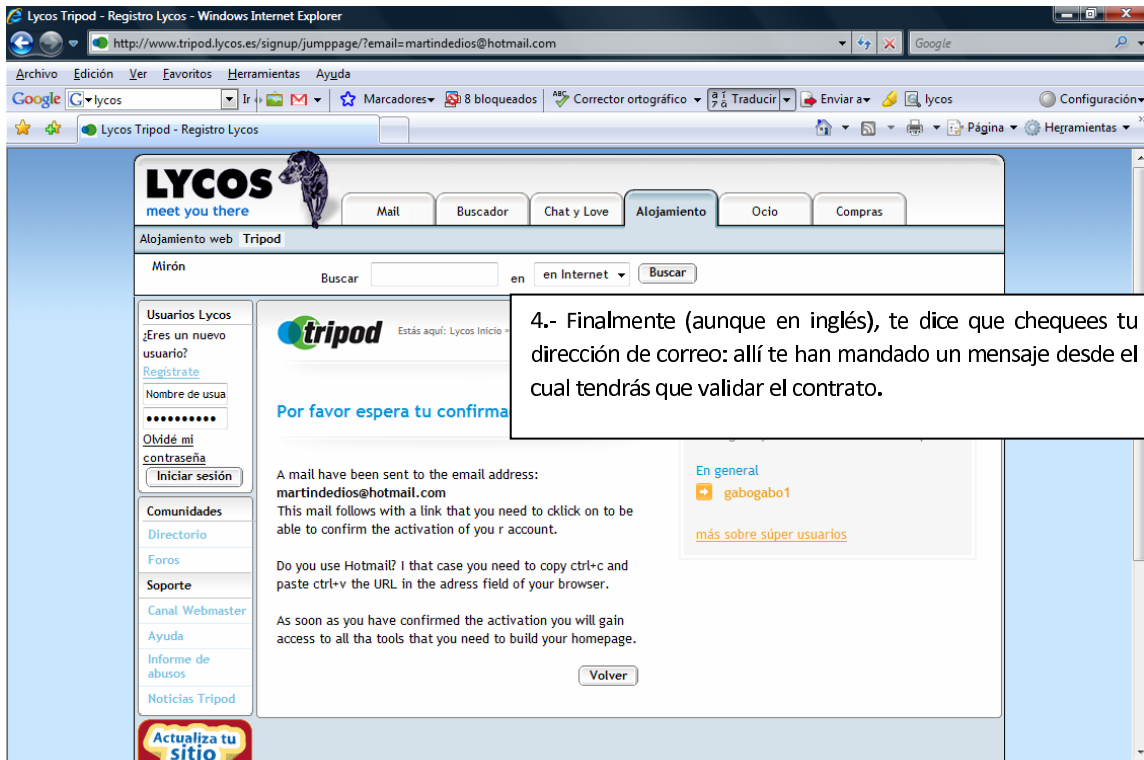 Lycos Tripod - Registro Lycos - Windows Internet Explorer
http://www.tripod.lycos.es/signup/jumppage/?email=martindedios@hotmail.com
Google
Archivo Edición Ver Favoritos Herramientas Ayuda
Google G lycos Ir Marcadores 8 bloqueados Corrector ortográfico Traducir Enviar a lycos Configuración
Lycos Tripod - Registro Lycos Página Herramientas
LYCOS
meet you there
Mail Buscador Chat y Love Alojamiento Ocio Compras
Alojamiento web Tripod
Mirón
Buscar en en Internet Buscar
Usuarios Lycos
¿Eres un nuevo
usuario?
Regístrate
Nombre de usua
••••••••••
Olvidé mi
contraseña
Iniciar sesión
Comunidades
Directorio
Foros
Soporte
Canal Webmaster
Ayuda
Informe de
abusos
Noticias Tripod
Actualiza tu
sitio
tripod
Estás aquí: Lycos Inicio
4.- Finalmente (aunque en inglés), te dice que chequees tu
dirección de correo: allí te han mandado un mensaje desde el
cual tendrás que validar el contrato.
Por favor espera tu confirma
A mail have been sent to the email address:
martindedios@hotmail.com
This mail follows with a link that you need to cklick on to be
able to confirm the activation of you r account.
Do you use Hotmail? I that case you need to copy ctrl+c and
paste ctrl+v the URL in the adress field of your browser.
As soon as you have confirmed the activation you will gain
access to all tha tools that you need to build your homepage.
Volver
En general
gabogabo1
más sobre súper usuarios